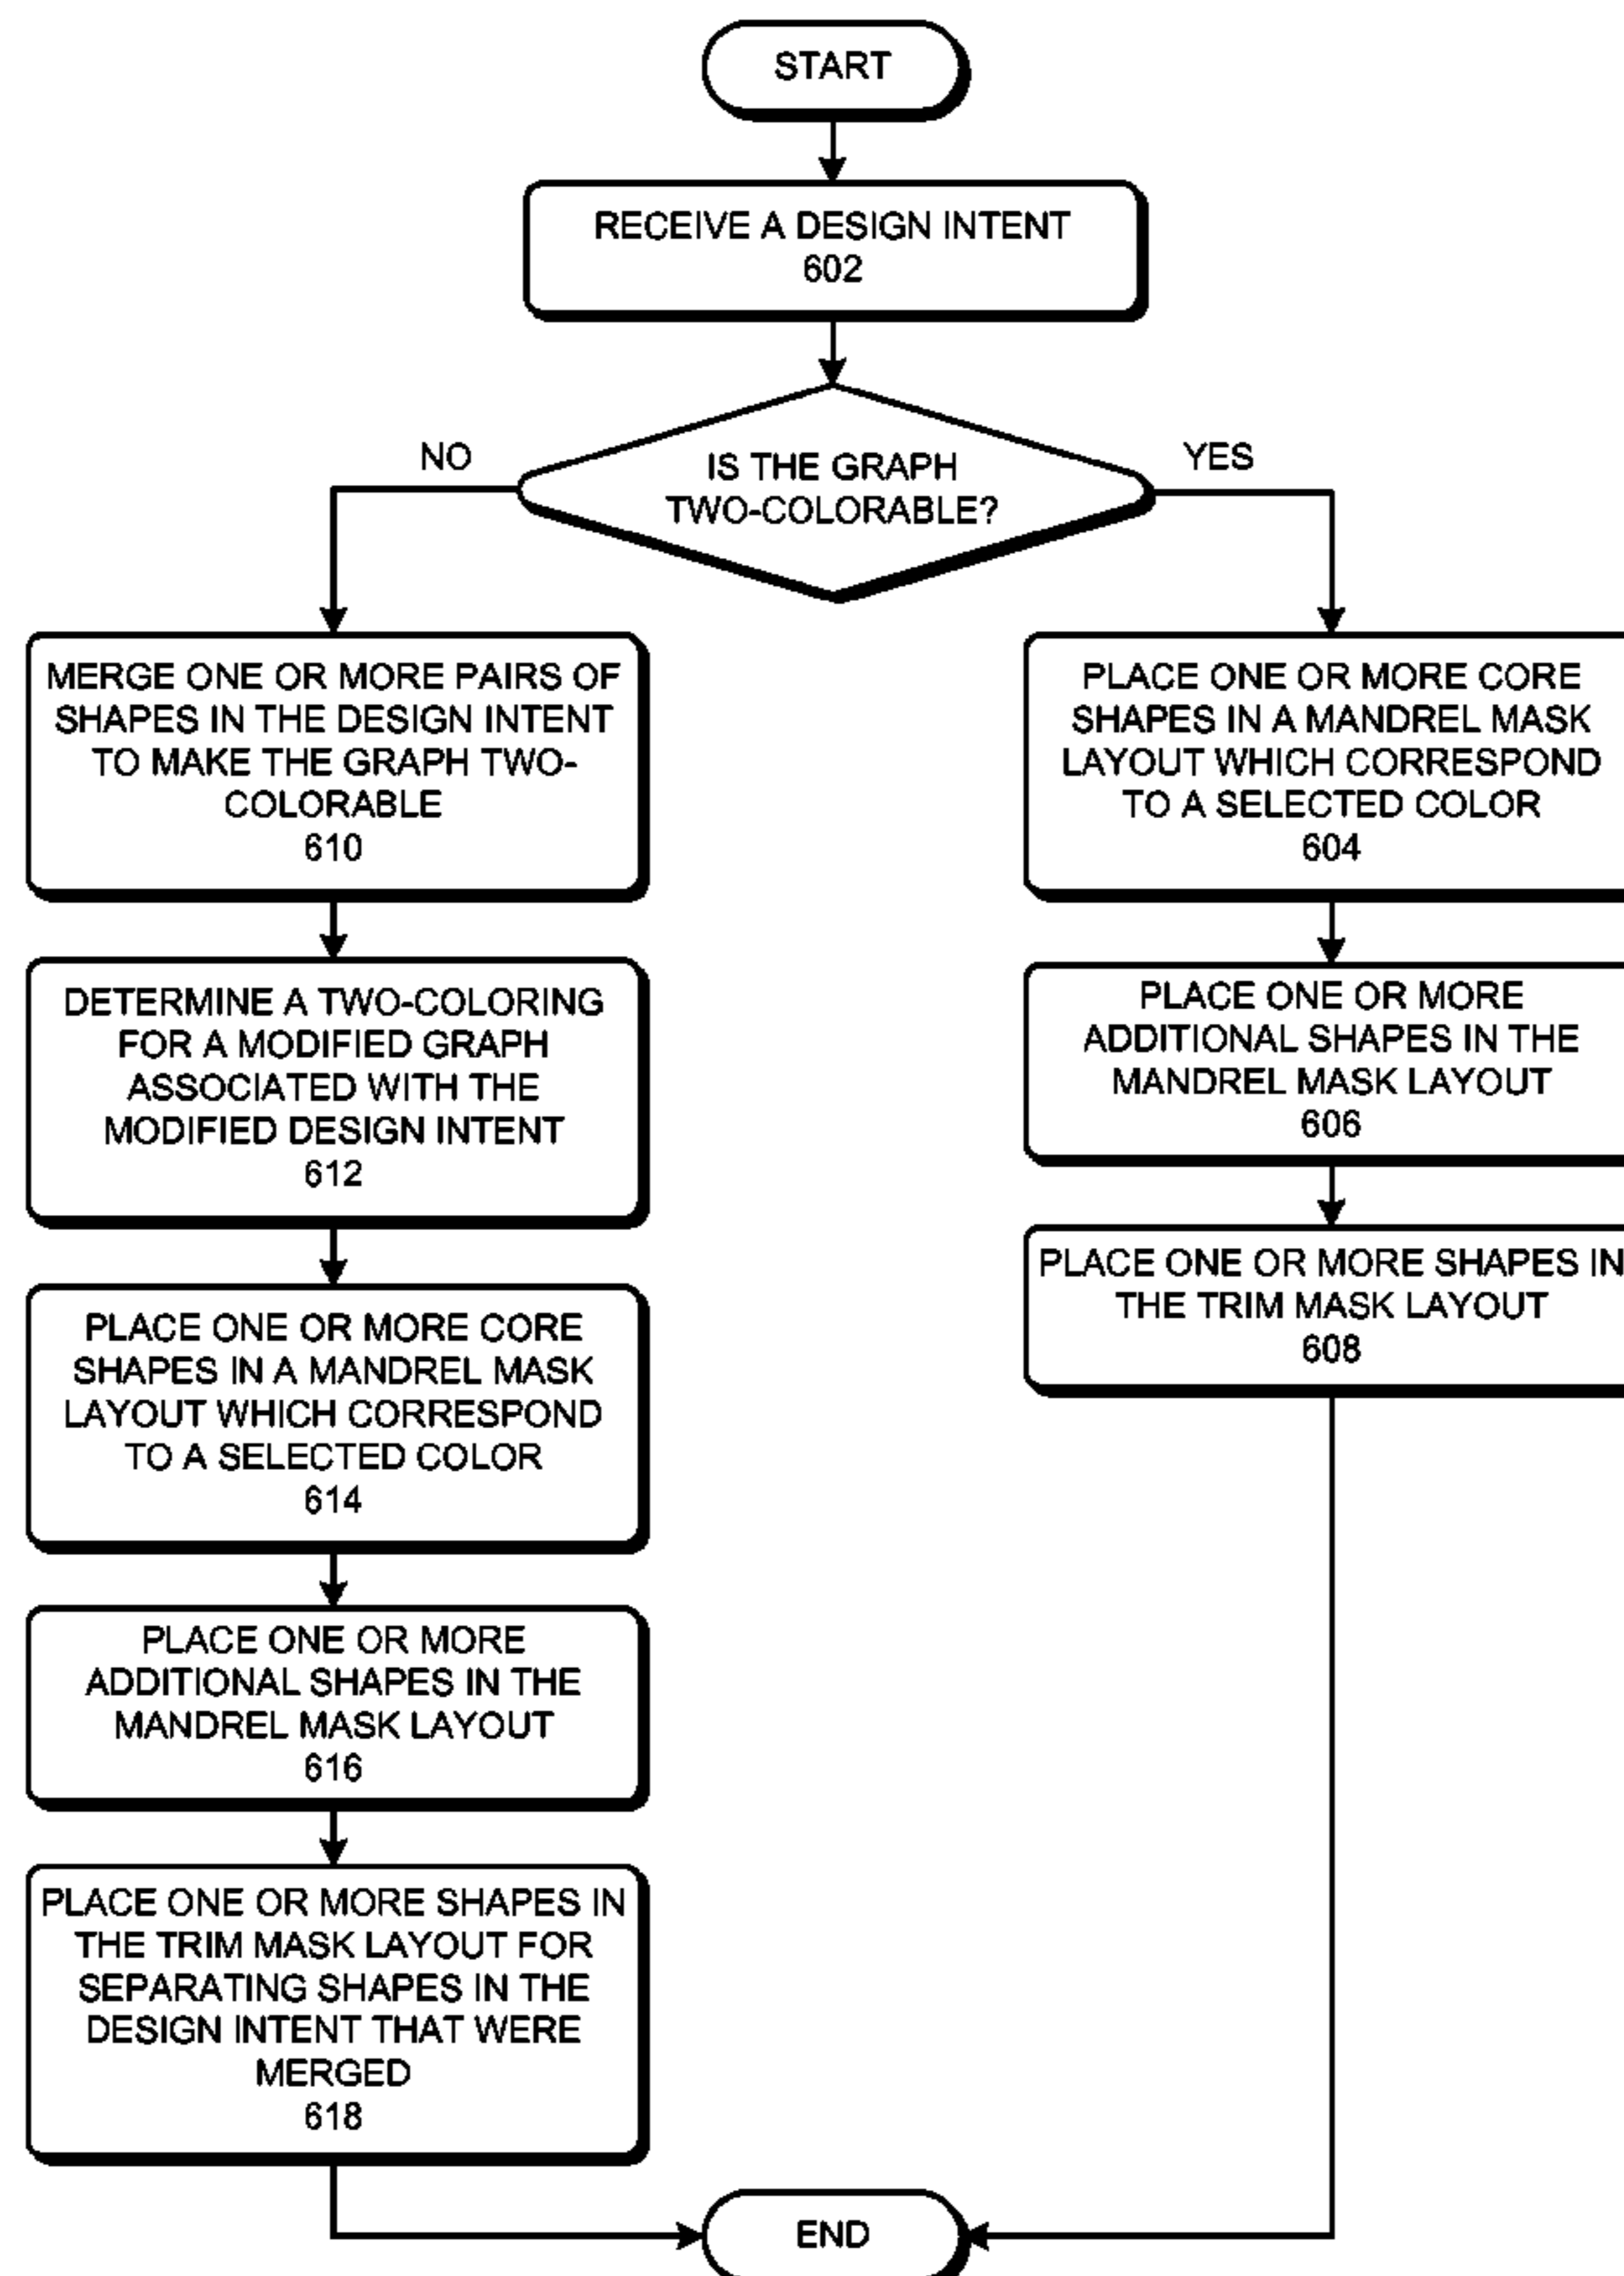 START
RECEIVE A DESIGN INTENT
602
IS THE GRAPH
TWO-COLORABLE?
NO
YES
MERGE ONE OR MORE PAIRS OF
SHAPES IN THE DESIGN INTENT
TO MAKE THE GRAPH TWO-
COLORABLE
610
DETERMINE A TWO-COLORING
FOR A MODIFIED GRAPH
ASSOCIATED WITH THE
MODIFIED DESIGN INTENT
612
PLACE ONE OR MORE CORE
SHAPES IN A MANDREL MASK
LAYOUT WHICH CORRESPOND
TO A SELECTED COLOR
614
PLACE ONE OR MORE
ADDITIONAL SHAPES IN THE
MANDREL MASK LAYOUT
616
PLACE ONE OR MORE SHAPES IN
THE TRIM MASK LAYOUT FOR
SEPARATING SHAPES IN THE
DESIGN INTENT THAT WERE
MERGED
618
PLACE ONE OR MORE CORE
SHAPES IN A MANDREL MASK
LAYOUT WHICH CORRESPOND
TO A SELECTED COLOR
604
PLACE ONE OR MORE
ADDITIONAL SHAPES IN THE
MANDREL MASK LAYOUT
606
PLACE ONE OR MORE SHAPES IN
THE TRIM MASK LAYOUT
608
END